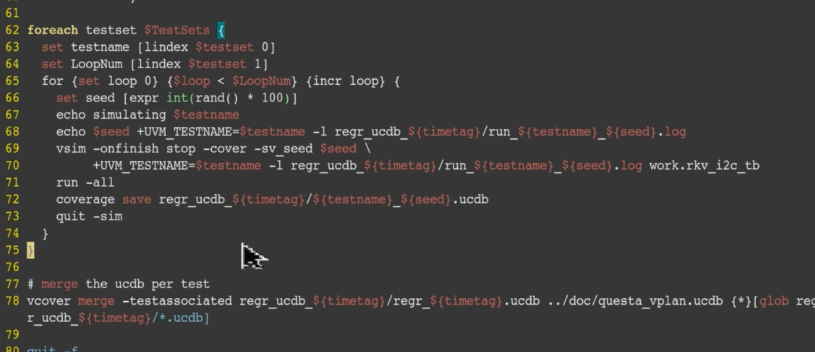 61
62 foreach testset $TestSets {
63   set testname [lindex $testset 0]
64   set LoopNum [lindex $testset 1]
65   for {set loop 0} {$loop < $LoopNum} {incr loop} {
66     set seed [expr int(rand() * 100)]
67     echo simulating $testname
68     echo $seed +UVM_TESTNAME=$testname -l regr_ucdb_${timetag}/run_${testname}_${seed}.log
69     vsim -onfinish stop -cover -sv_seed $seed \
70          +UVM_TESTNAME=$testname -l regr_ucdb_${timetag}/run_${testname}_${seed}.log work.rkv_i2c_tb
71     run -all
72     coverage save regr_ucdb_${timetag}/${testname}_${seed}.ucdb
73     quit -sim
74   }
75 }
76
77 # merge the ucdb per test
78 vcover merge -testassociated regr_ucdb_${timetag}/regr_${timetag}.ucdb ../doc/questa_vplan.ucdb {*}[glob reg
r_ucdb_${timetag}/*.ucdb]
79
80 quit -f